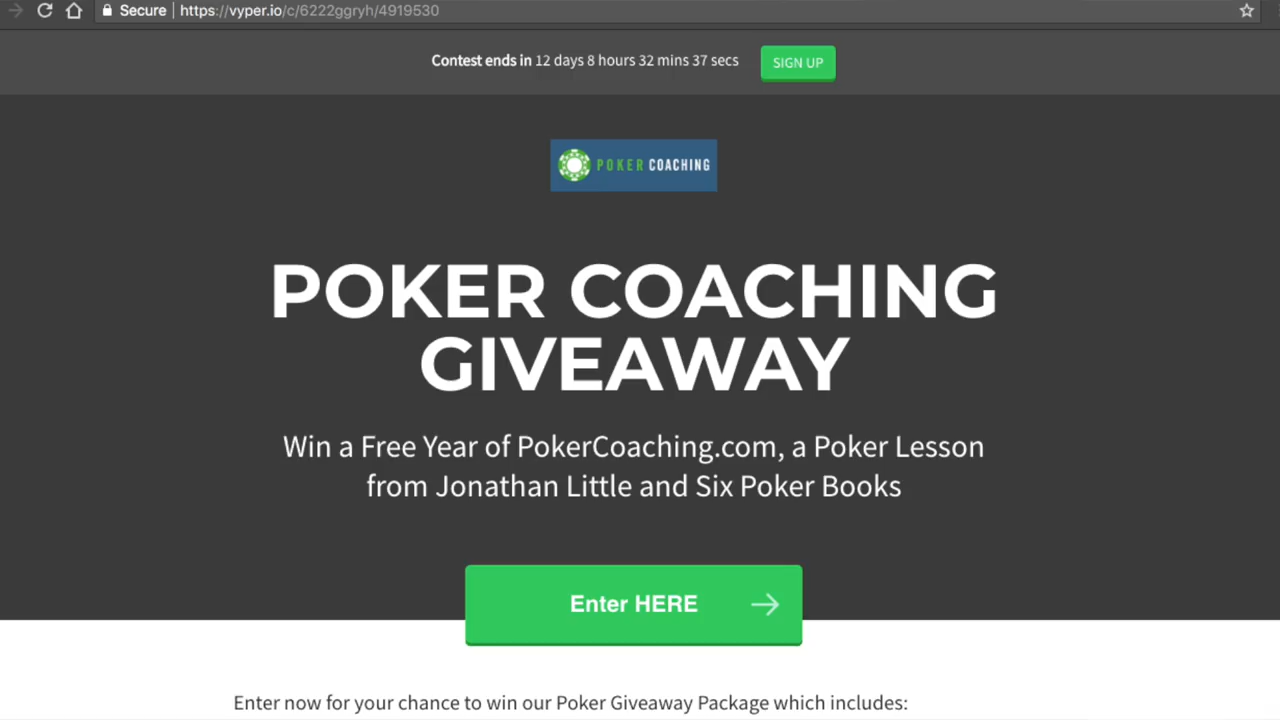 Secure | https://vyper.io/c/6222ggryh/4919530
Contest ends in 12 days 8 hours 32 mins 37 secs
SIGN UP
POKER COACHING
POKER COACHING
GIVEAWAY
Win a Free Year of PokerCoaching.com, a Poker Lesson
from Jonathan Little and Six Poker Books
Enter HERE
Enter now for your chance to win our Poker Giveaway Package which includes: